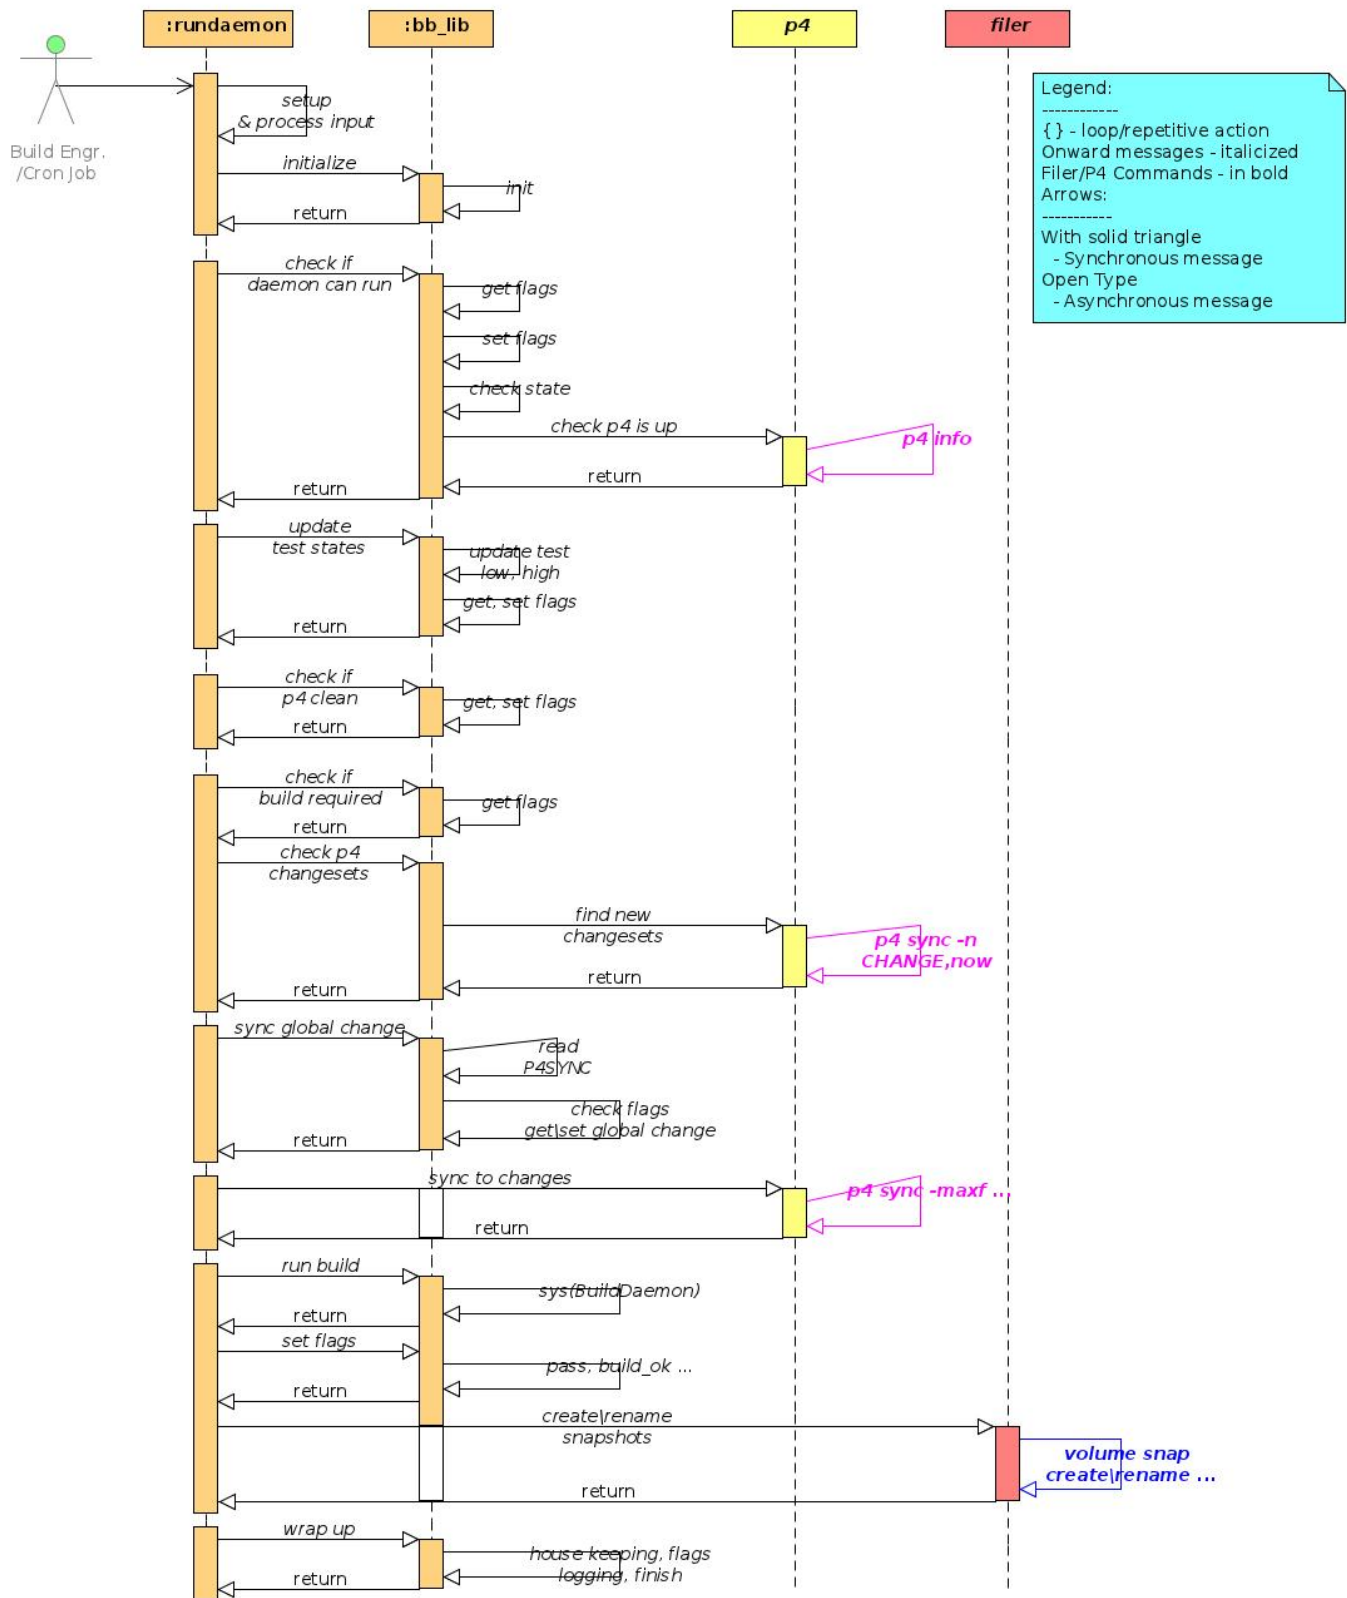 :rundaemon
:bb_lib
p4
filer
Build Engr.
/Cron Job
Legend:
------------
{ } - loop/repetitive action
Onward messages - italicized
Filer/P4 Commands - in bold
Arrows:
-----------
With solid triangle
- Synchronous message
Open Type
- Asynchronous message
setup
& process input
initialize
init
return
check if
daemon can run
get flags
set flags
check state
check p4 is up
p4 info
return
return
update
test states
update test
low, high
get, set flags
return
check if
p4 clean
get, set flags
return
check if
build required
get flags
return
check p4
changesets
find new
changesets
p4 sync -n
CHANGE,now
return
return
sync global change
read
P4SYNC
check flags
get\set global change
return
sync to changes
p4 sync -maxf ...
return
run build
sys(BuildDaemon)
return
set flags
pass, build_ok ...
return
create\rename
snapshots
volume snap
create\rename ...
return
wrap up
house keeping, flags
logging, finish
return